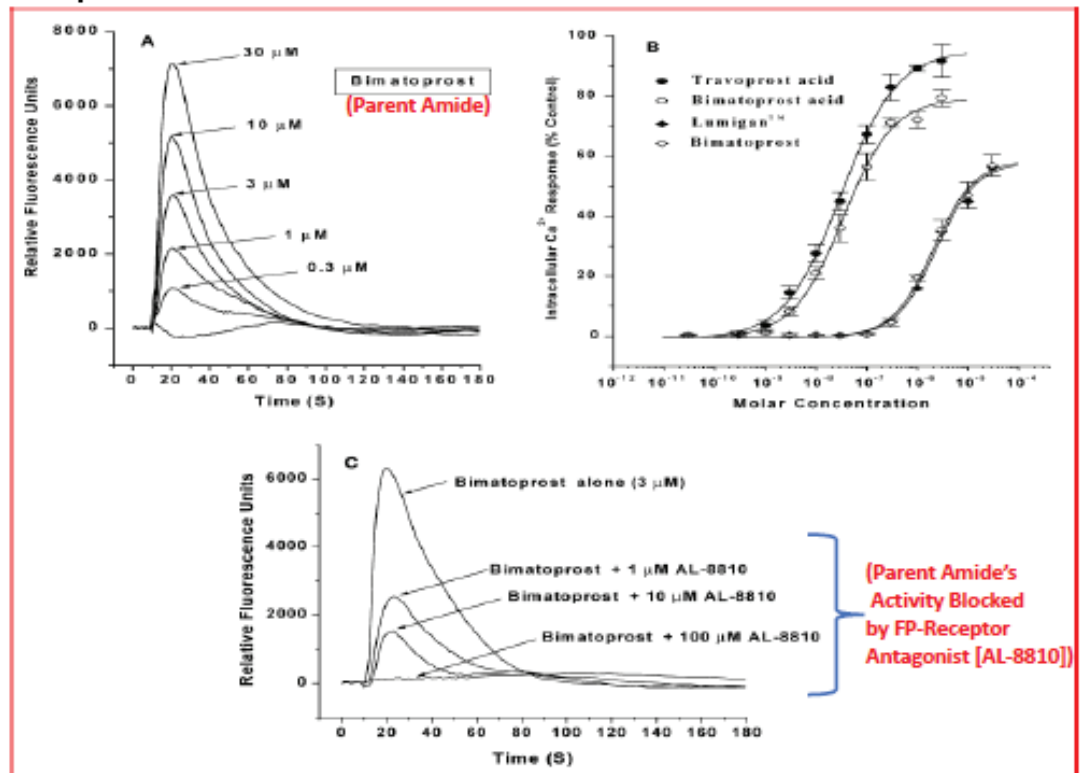 A
8000
6000
4000
2000
0
Relative Fluorescence Units
30 μM
10 μM
3 μM
1 μM
0.3 μM
Bimatoprost
(Parent Amide)
0 20 40 60 80 100 120 140 160 180
Time (S)
B
100
80
60
40
20
0
Intracellular Ca²⁺ Response (% Control)
Travoprost acid
Bimatoprost acid
Lumigan™
Bimatoprost
10⁻¹² 10⁻¹¹ 10⁻¹⁰ 10⁻⁹ 10⁻⁸ 10⁻⁷ 10⁻⁶ 10⁻⁵ 10⁻⁴
Molar Concentration
C
6000
4000
2000
0
Relative Fluorescence Units
Bimatoprost alone (3 μM)
Bimatoprost + 1 μM AL-8810
Bimatoprost + 10 μM AL-8810
Bimatoprost + 100 μM AL-8810
0 20 40 60 80 100 120 140 160 180
Time (S)
(Parent Amide's
Activity Blocked
by FP-Receptor
Antagonist [AL-8810])